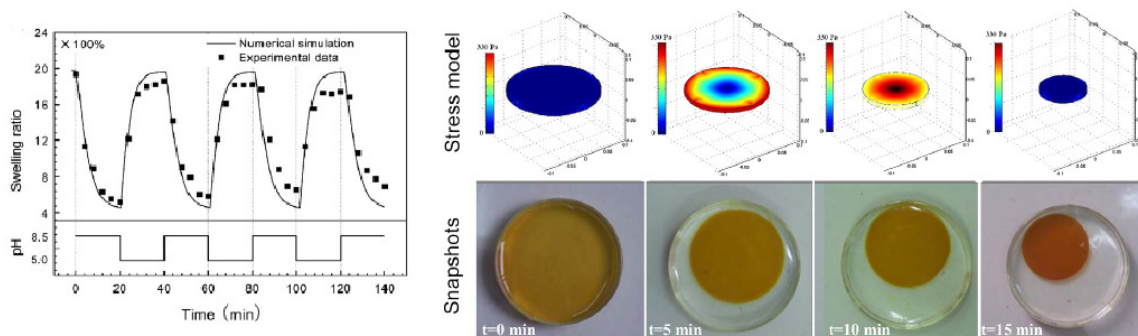 × 100%
Numerical simulation
Experimental data
Swelling ratio
24
20
16
12
8
4
pH
8.5
5.0
0 20 40 60 80 100 120 140
Time (min)
Stress model
330 Pa
0
330 Pa
0
330 Pa
0
330 Pa
0
Snapshots
t=0 min
t=5 min
t=10 min
t=15 min